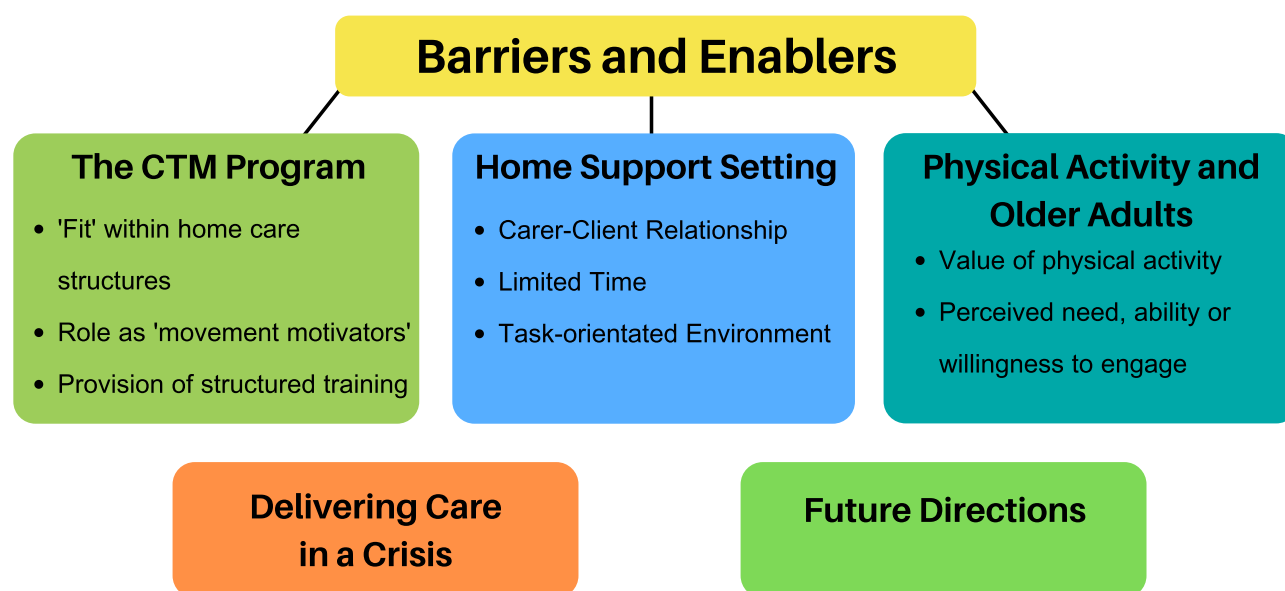 Barriers and Enablers
The CTM Program
• 'Fit' within home care
structures
• Role as 'movement motivators'
• Provision of structured training
Home Support Setting
• Carer-Client Relationship
• Limited Time
• Task-orientated Environment
Physical Activity and
Older Adults
• Value of physical activity
• Perceived need, ability or
willingness to engage
Delivering Care
in a Crisis
Future Directions